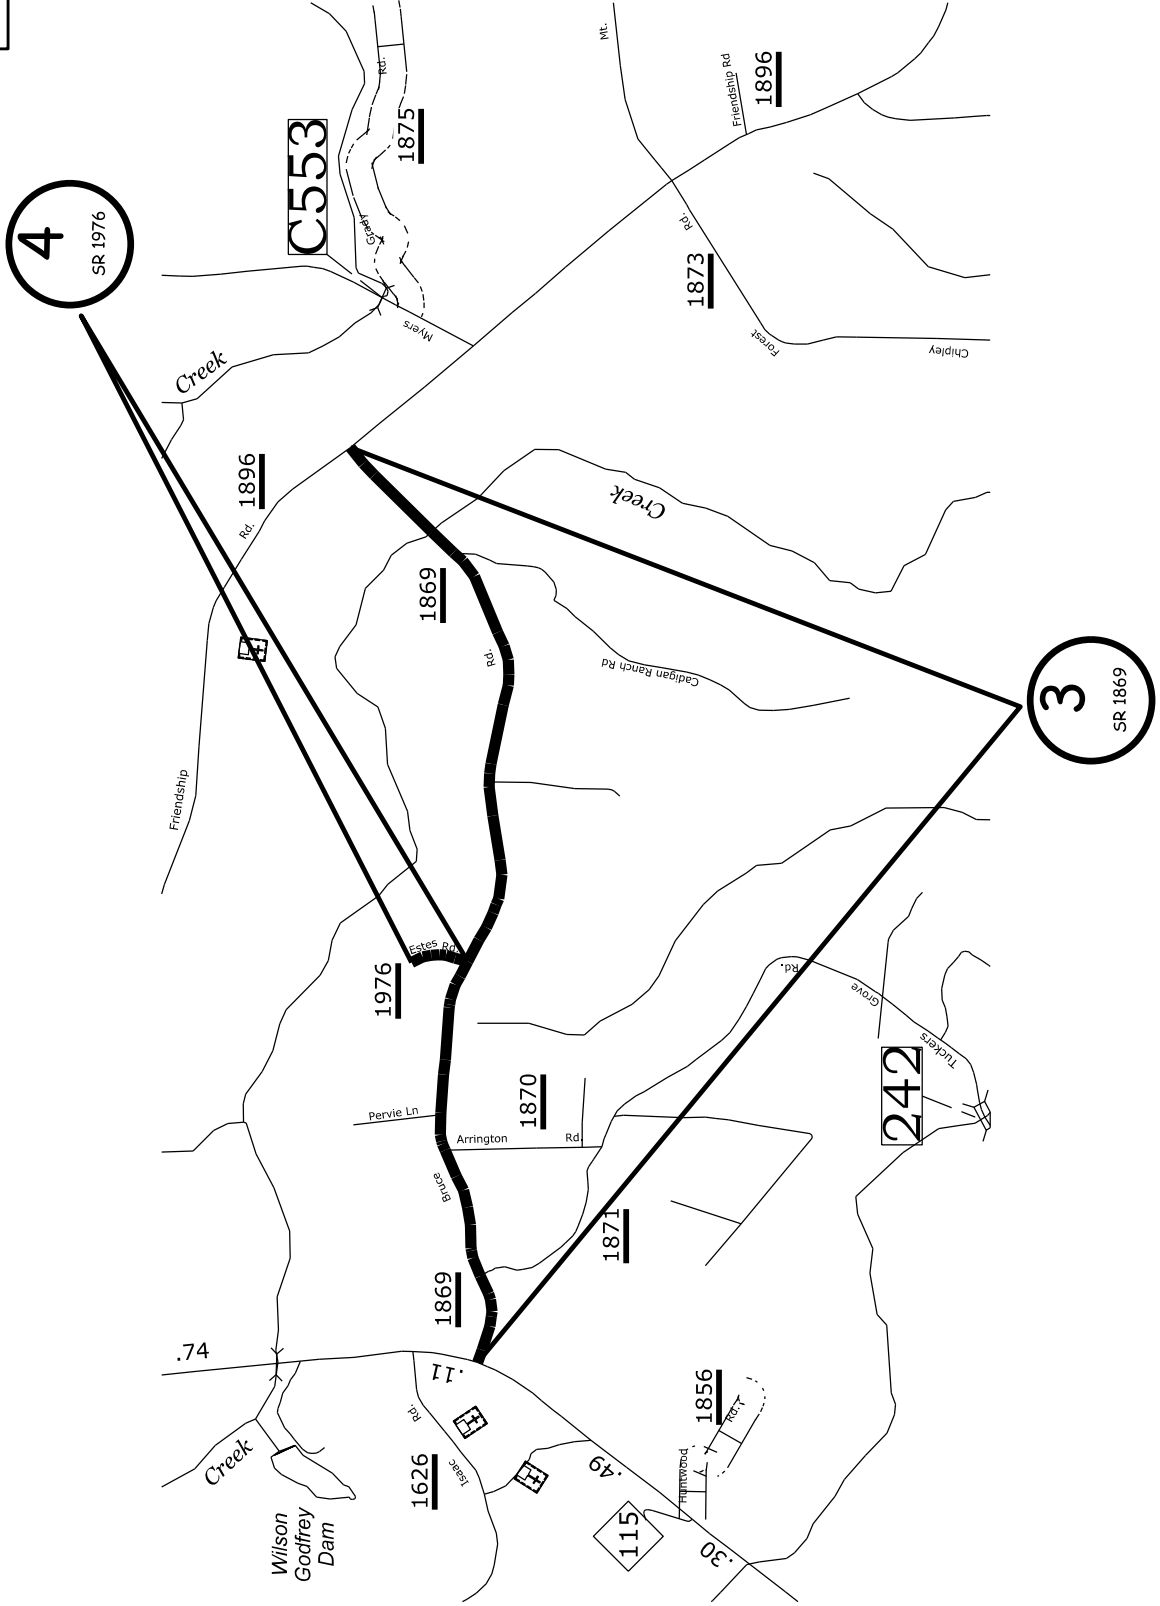 4
SR 1976
C553
Rd.
1875
Grady
Mt.
Friendship Rd
1896
Rd.
1873
Forest
Chipley
Myers
Creek
1896
Rd.
Creek
1869
Rd.
Cadigan Ranch Rd
Friendship
3
SR 1869
Estes Rd.
1976
Rd.
Grove
Tuckers
242
1870
Pervie Ln
Arrington Rd.
Bruce
1871
1869
.74
.11
Rd.
Isaac
1626
Creek
Wilson
Godfrey
Dam
.49
1856
Rd.
Huntwood
115
.30